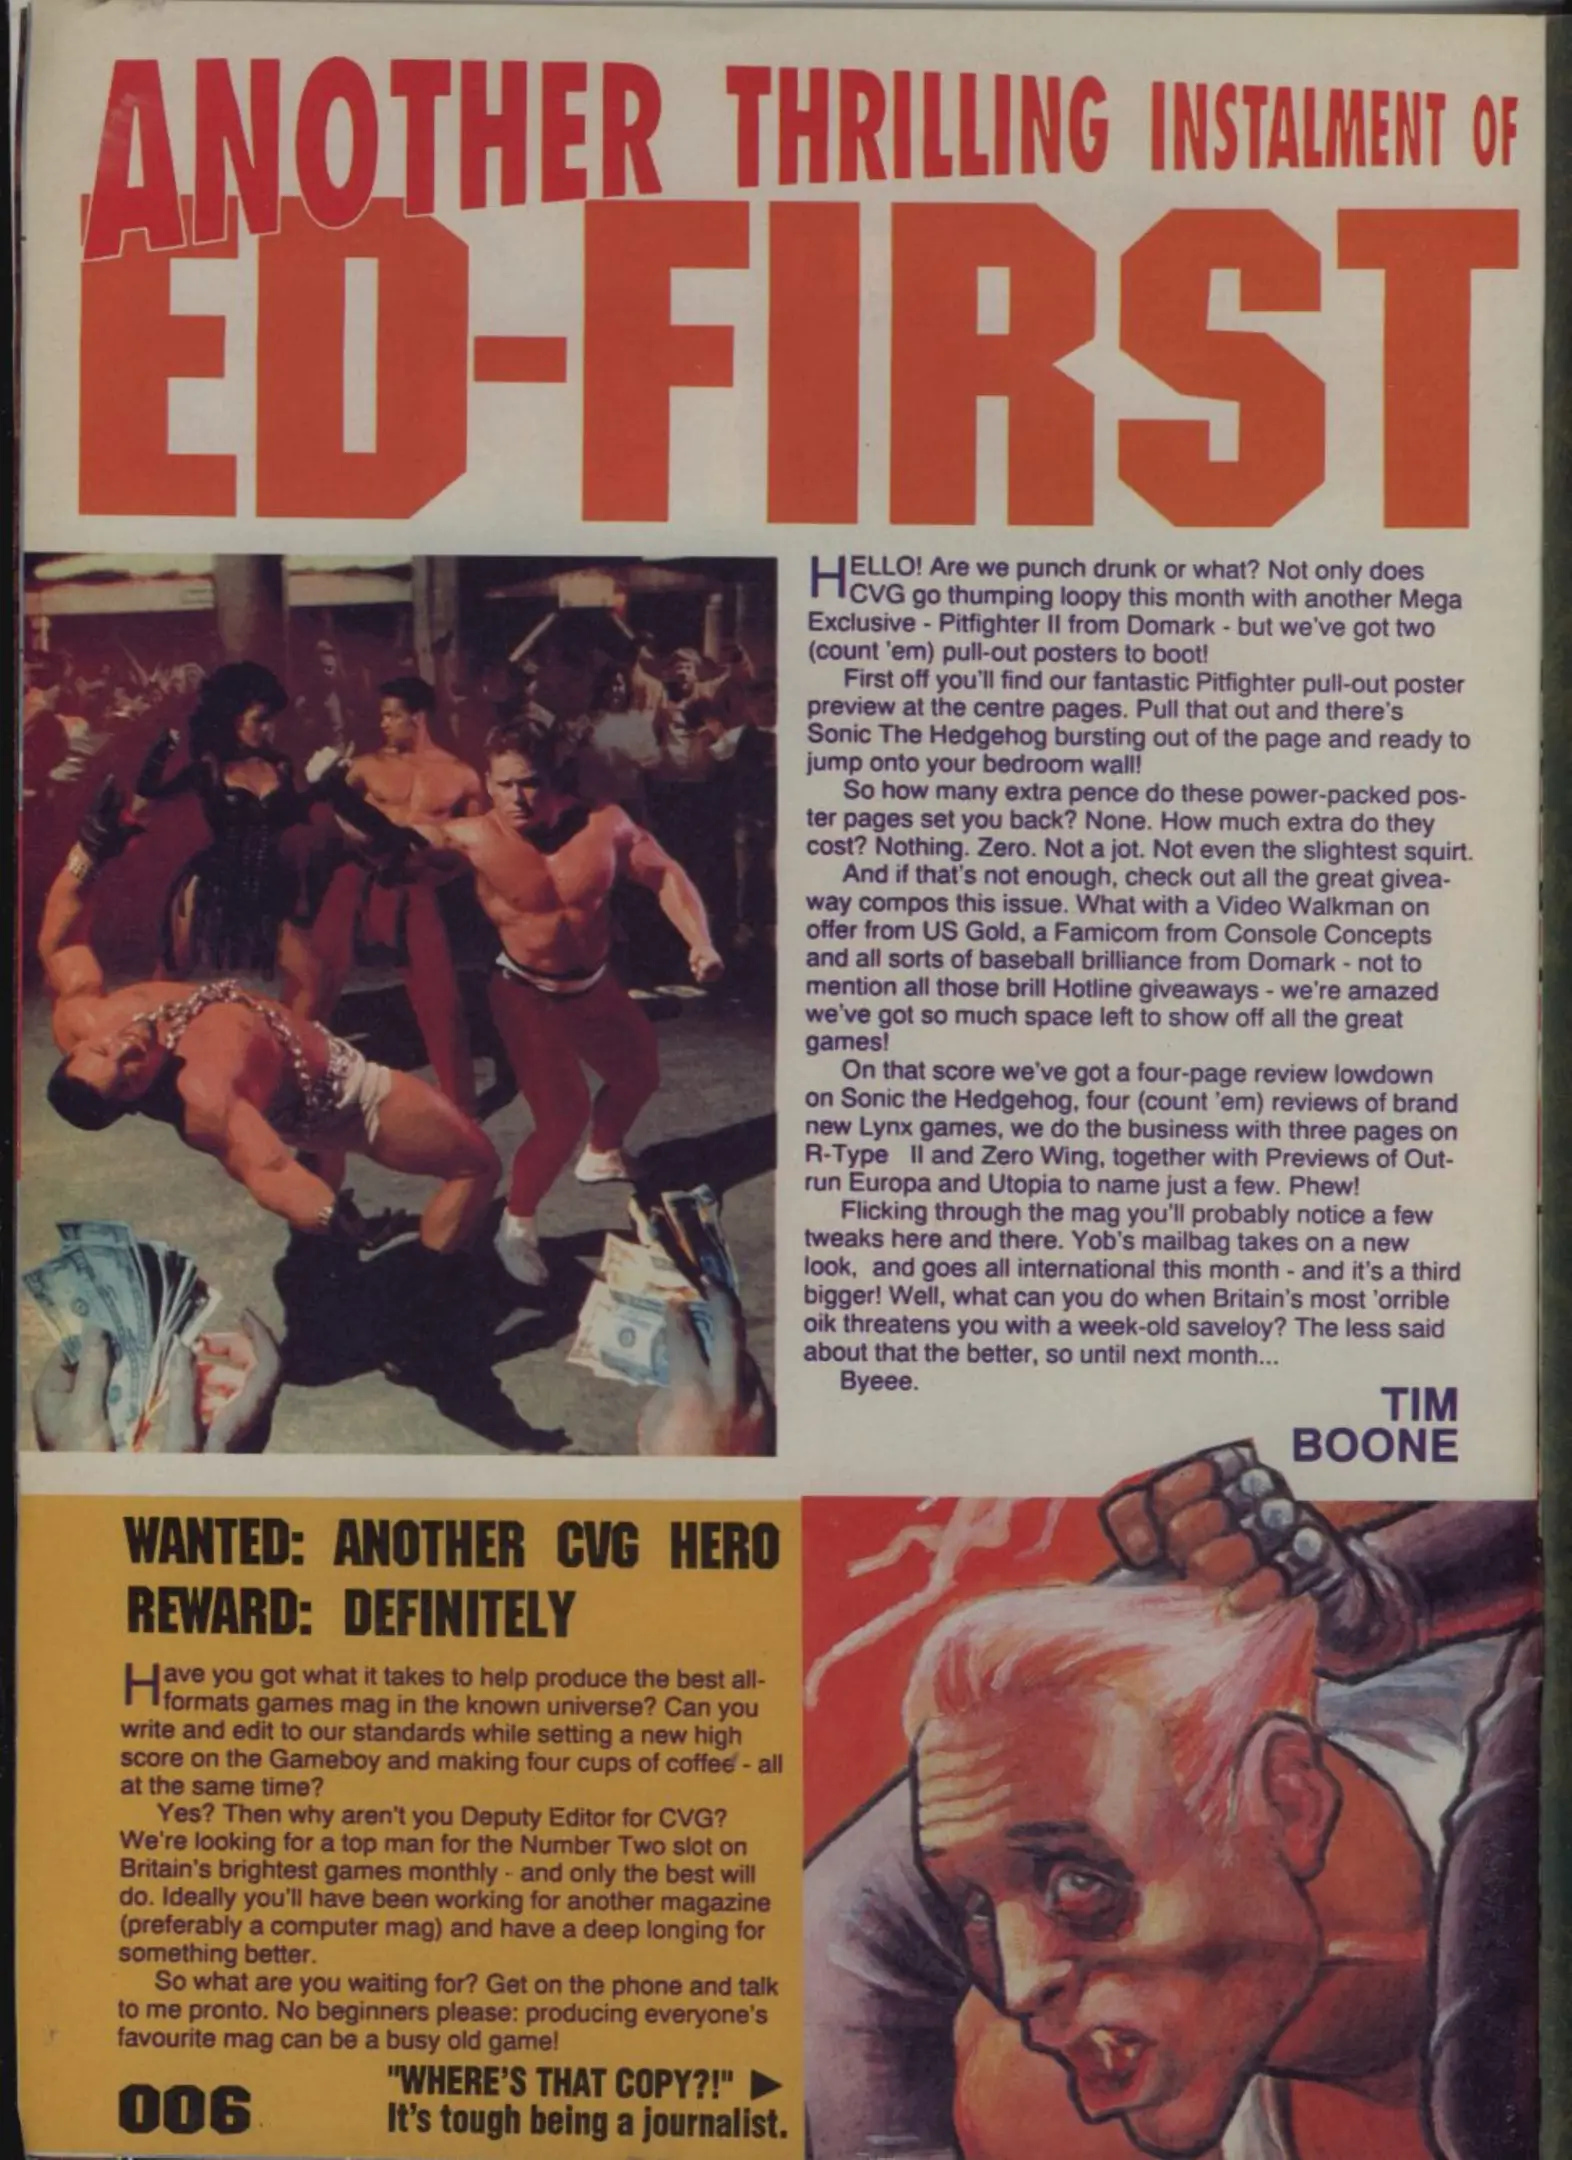 ANOTHER THRILLING INSTALMENT OF
ED-FIRST
HELLO! Are we punch drunk or what? Not only does
CVG go thumping loopy this month with another Mega
Exclusive - Pitfighter II from Domark - but we've got two
(count 'em) pull-out posters to boot!
First off you'll find our fantastic Pitfighter pull-out poster
preview at the centre pages. Pull that out and there's
Sonic The Hedgehog bursting out of the page and ready to
jump onto your bedroom wall!
So how many extra pence do these power-packed pos-
ter pages set you back? None. How much extra do they
cost? Nothing. Zero. Not a jot. Not even the slightest squirt.
And if that's not enough, check out all the great givea-
way compos this issue. What with a Video Walkman on
offer from US Gold, a Famicom from Console Concepts
and all sorts of baseball brilliance from Domark - not to
mention all those brill Hotline giveaways - we're amazed
we've got so much space left to show off all the great
games!
On that score we've got a four-page review lowdown
on Sonic the Hedgehog, four (count 'em) reviews of brand
new Lynx games, we do the business with three pages on
R-Type II and Zero Wing, together with Previews of Out-
run Europa and Utopia to name just a few. Phew!
Flicking through the mag you'll probably notice a few
tweaks here and there. Yob's mailbag takes on a new
look, and goes all international this month - and it's a third
bigger! Well, what can you do when Britain's most 'orrible
oik threatens you with a week-old saveloy? The less said
about that the better, so until next month...
Byeee.
TIM
BOONE
WANTED: ANOTHER CVG HERO
REWARD: DEFINITELY
Have you got what it takes to help produce the best all-
formats games mag in the known universe? Can you
write and edit to our standards while setting a new high
score on the Gameboy and making four cups of coffee - all
at the same time?
Yes? Then why aren't you Deputy Editor for CVG?
We're looking for a top man for the Number Two slot on
Britain's brightest games monthly - and only the best will
do. Ideally you'll have been working for another magazine
(preferably a computer mag) and have a deep longing for
something better.
So what are you waiting for? Get on the phone and talk
to me pronto. No beginners please: producing everyone's
favourite mag can be a busy old game!
"WHERE'S THAT COPY?!" ▶
It's tough being a journalist.
006